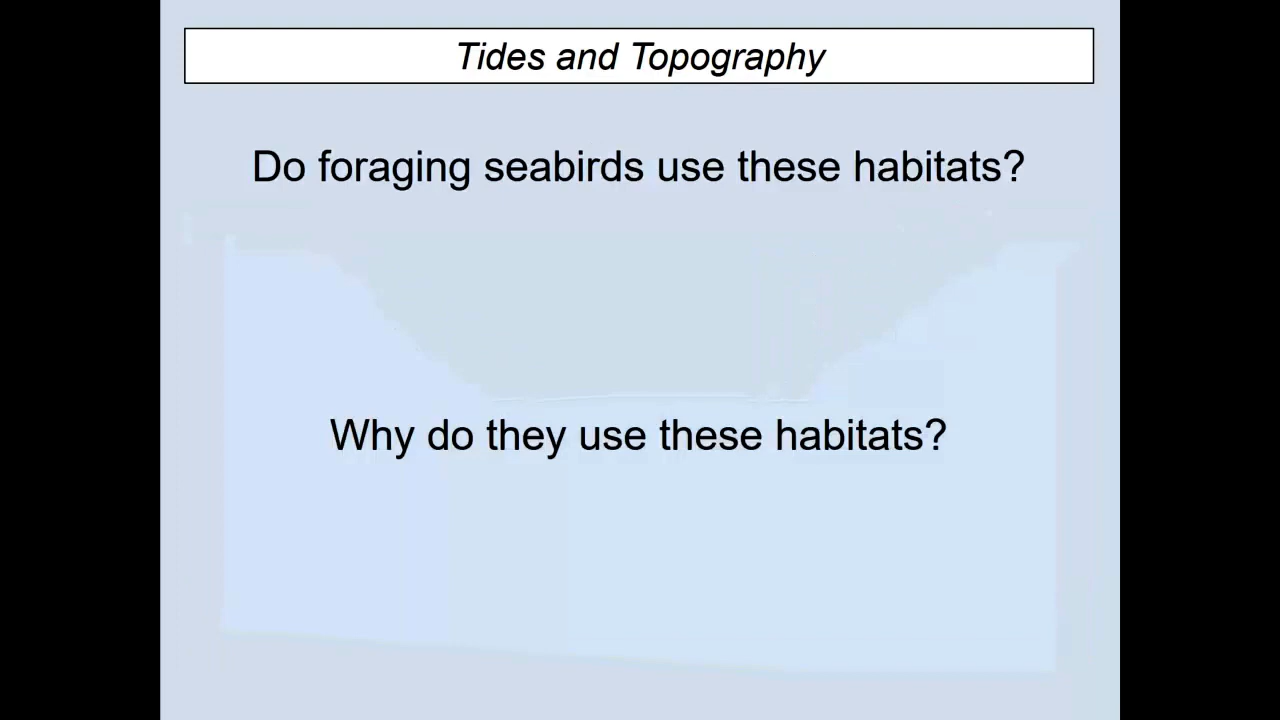 Tides and Topography
Do foraging seabirds use these habitats?
Why do they use these habitats?